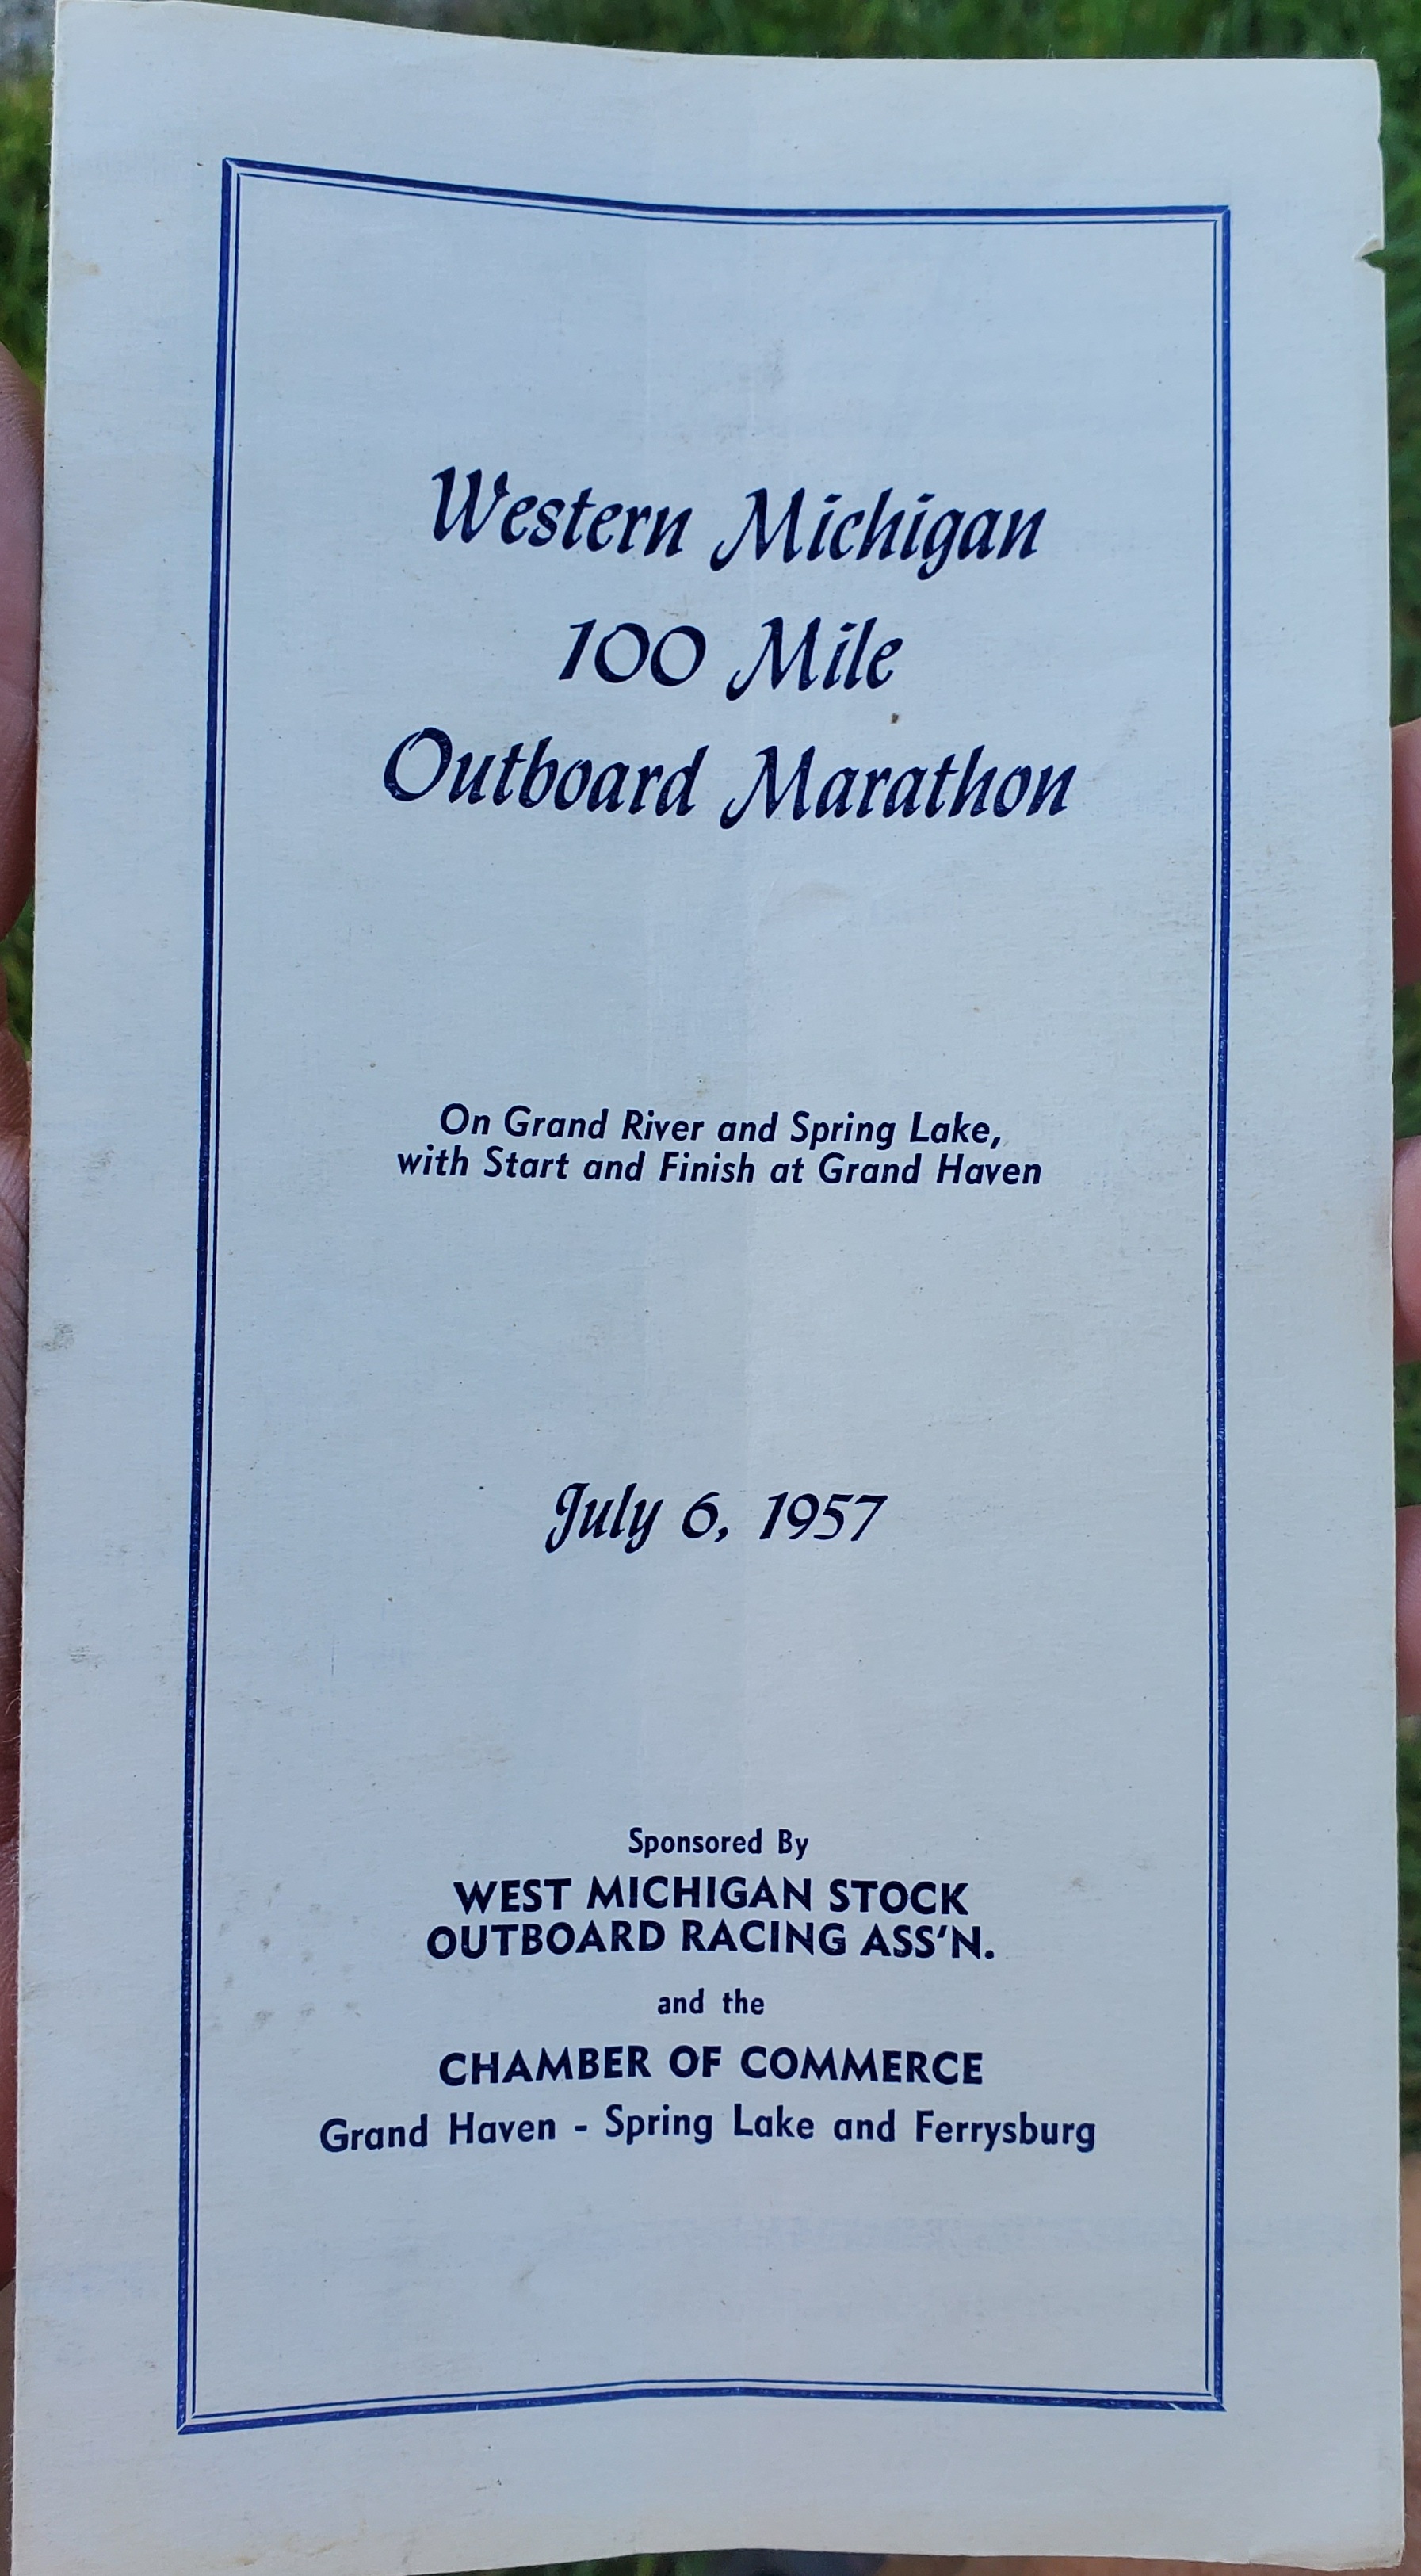 Western Michigan
100 Mile
Outboard Marathon
On Grand River and Spring Lake,
with Start and Finish at Grand Haven
July 6, 1957
Sponsored By
WEST MICHIGAN STOCK
OUTBOARD RACING ASS'N.
and the
CHAMBER OF COMMERCE
Grand Haven - Spring Lake and Ferrysburg